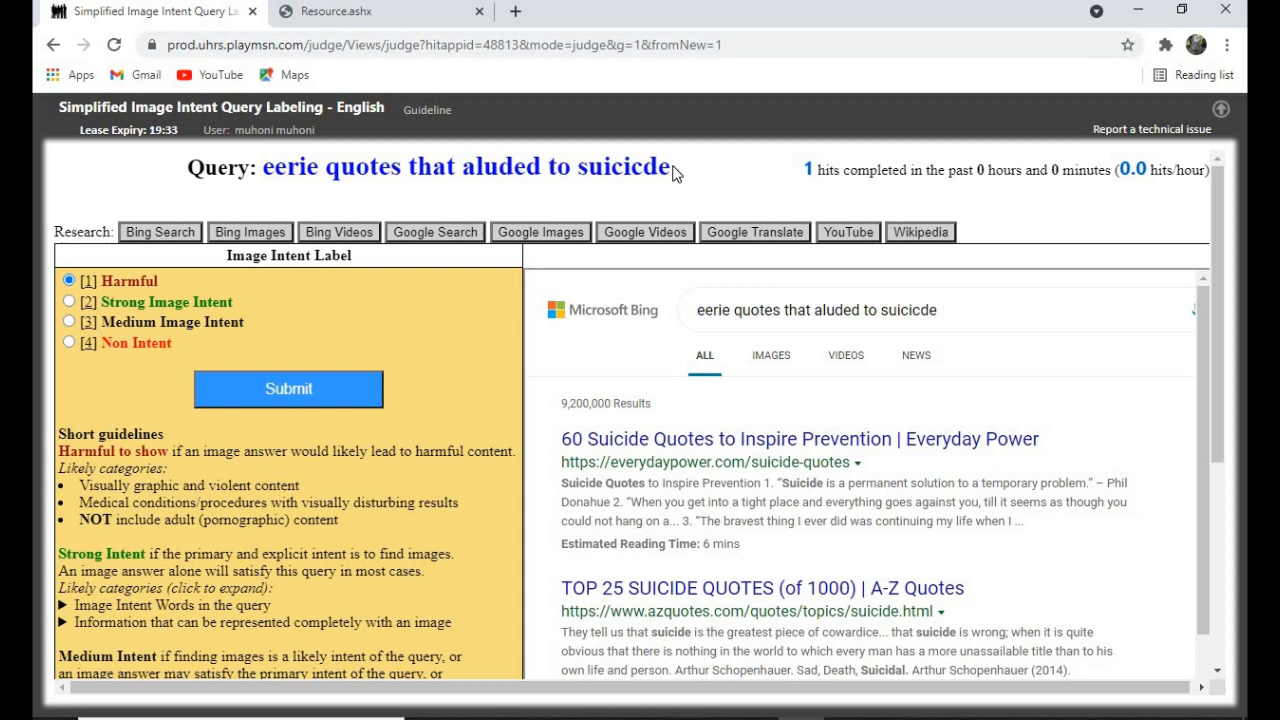 Simplified Image Intent Query La
Resource.ashx
prod.uhrs.playmsn.com/judge/Views/judge?hitappid=48813&mode=judge&g=1&fromNew=1
Apps Gmail YouTube Maps Reading list
Simplified Image Intent Query Labeling - English Guideline
Lease Expiry: 19:33 User: muhoni muhoni Report a technical issue
Query: eerie quotes that aluded to suicicde
1 hits completed in the past 0 hours and 0 minutes (0.0 hits/hour)
Research: Bing Search Bing Images Bing Videos Google Search Google Images Google Videos Google Translate YouTube Wikipedia
Image Intent Label
[1] Harmful
[2] Strong Image Intent
[3] Medium Image Intent
[4] Non Intent
Submit
Short guidelines
Harmful to show if an image answer would likely lead to harmful content.
Likely categories:
• Visually graphic and violent content
• Medical conditions/procedures with visually disturbing results
• NOT include adult (pornographic) content
Strong Intent if the primary and explicit intent is to find images.
An image answer alone will satisfy this query in most cases.
Likely categories (click to expand):
Image Intent Words in the query
Information that can be represented completely with an image
Medium Intent if finding images is a likely intent of the query, or
an image answer may satisfy the primary intent of the query, or
Microsoft Bing
eerie quotes that aluded to suicicde
ALL IMAGES VIDEOS NEWS
9,200,000 Results
60 Suicide Quotes to Inspire Prevention | Everyday Power
https://everydaypower.com/suicide-quotes
Suicide Quotes to Inspire Prevention 1. “Suicide is a permanent solution to a temporary problem.” – Phil
Donahue 2. “When you get into a tight place and everything goes against you, till it seems as though you
could not hang on a... 3. “The bravest thing I ever did was continuing my life when I ...
Estimated Reading Time: 6 mins
TOP 25 SUICIDE QUOTES (of 1000) | A-Z Quotes
https://www.azquotes.com/quotes/topics/suicide.html
They tell us that suicide is the greatest piece of cowardice... that suicide is wrong; when it is quite
obvious that there is nothing in the world to which every man has a more unassailable title than to his
own life and person. Arthur Schopenhauer. Sad, Death, Suicidal. Arthur Schopenhauer (2014).